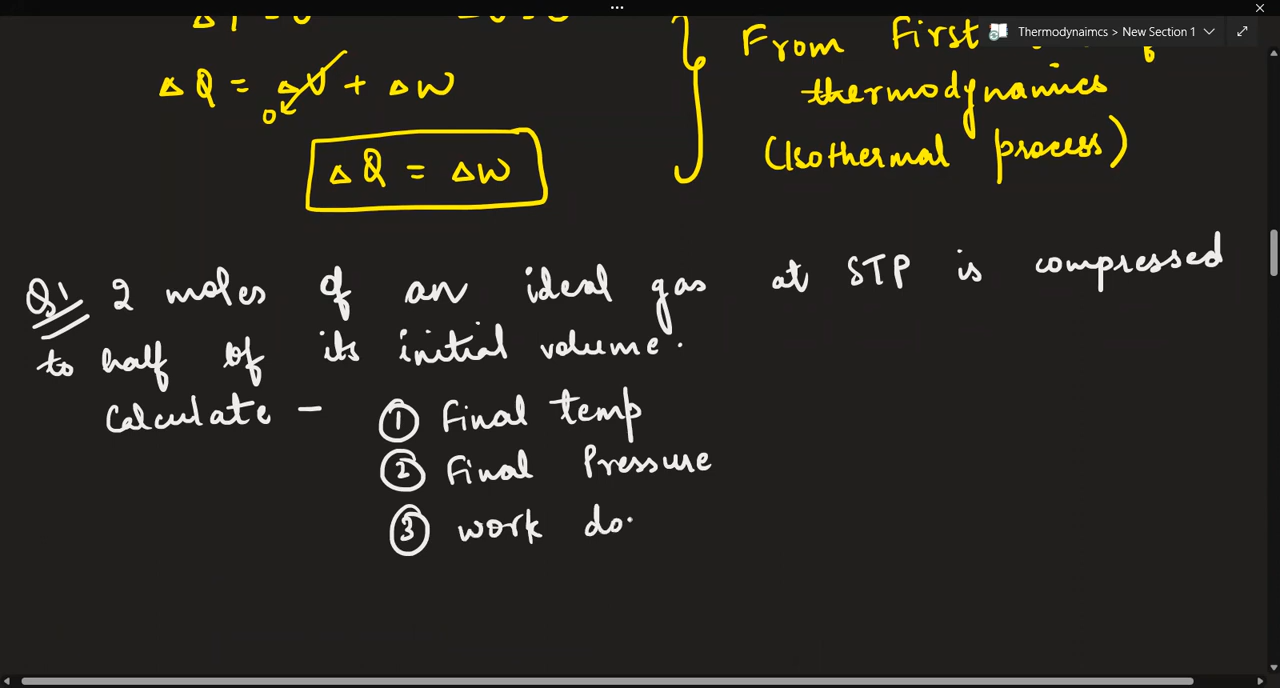 Thermodynaimcs > New Section 1
ΔQ = ΔU + ΔW
0
ΔQ = ΔW
From First
thermodynamics
(Isothermal process)
Q1 2 moles of an ideal gas at STP is compressed
to half of its initial volume.
Calculate - ① Final temp
② Final Pressure
③ work do